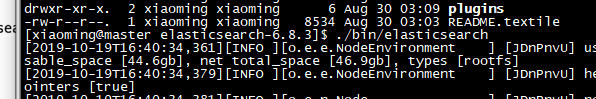 drwxr-xr-x. 2 xiaoming xiaoming 6 Aug 30 03:09 plugins
-rw-r--r--. 1 xiaoming xiaoming 8534 Aug 30 03:03 README.textile
[xiaoming@master elasticsearch-6.8.3]$ ./bin/elasticsearch
[2019-10-19T16:40:34,361][INFO ][o.e.e.NodeEnvironment ] [JDnPnvU] us
sable_space [44.6gb], net total_space [46.9gb], types [rootfs]
[2019-10-19T16:40:34,379][INFO ][o.e.e.NodeEnvironment ] [JDnPnvU] he
ointers [true]